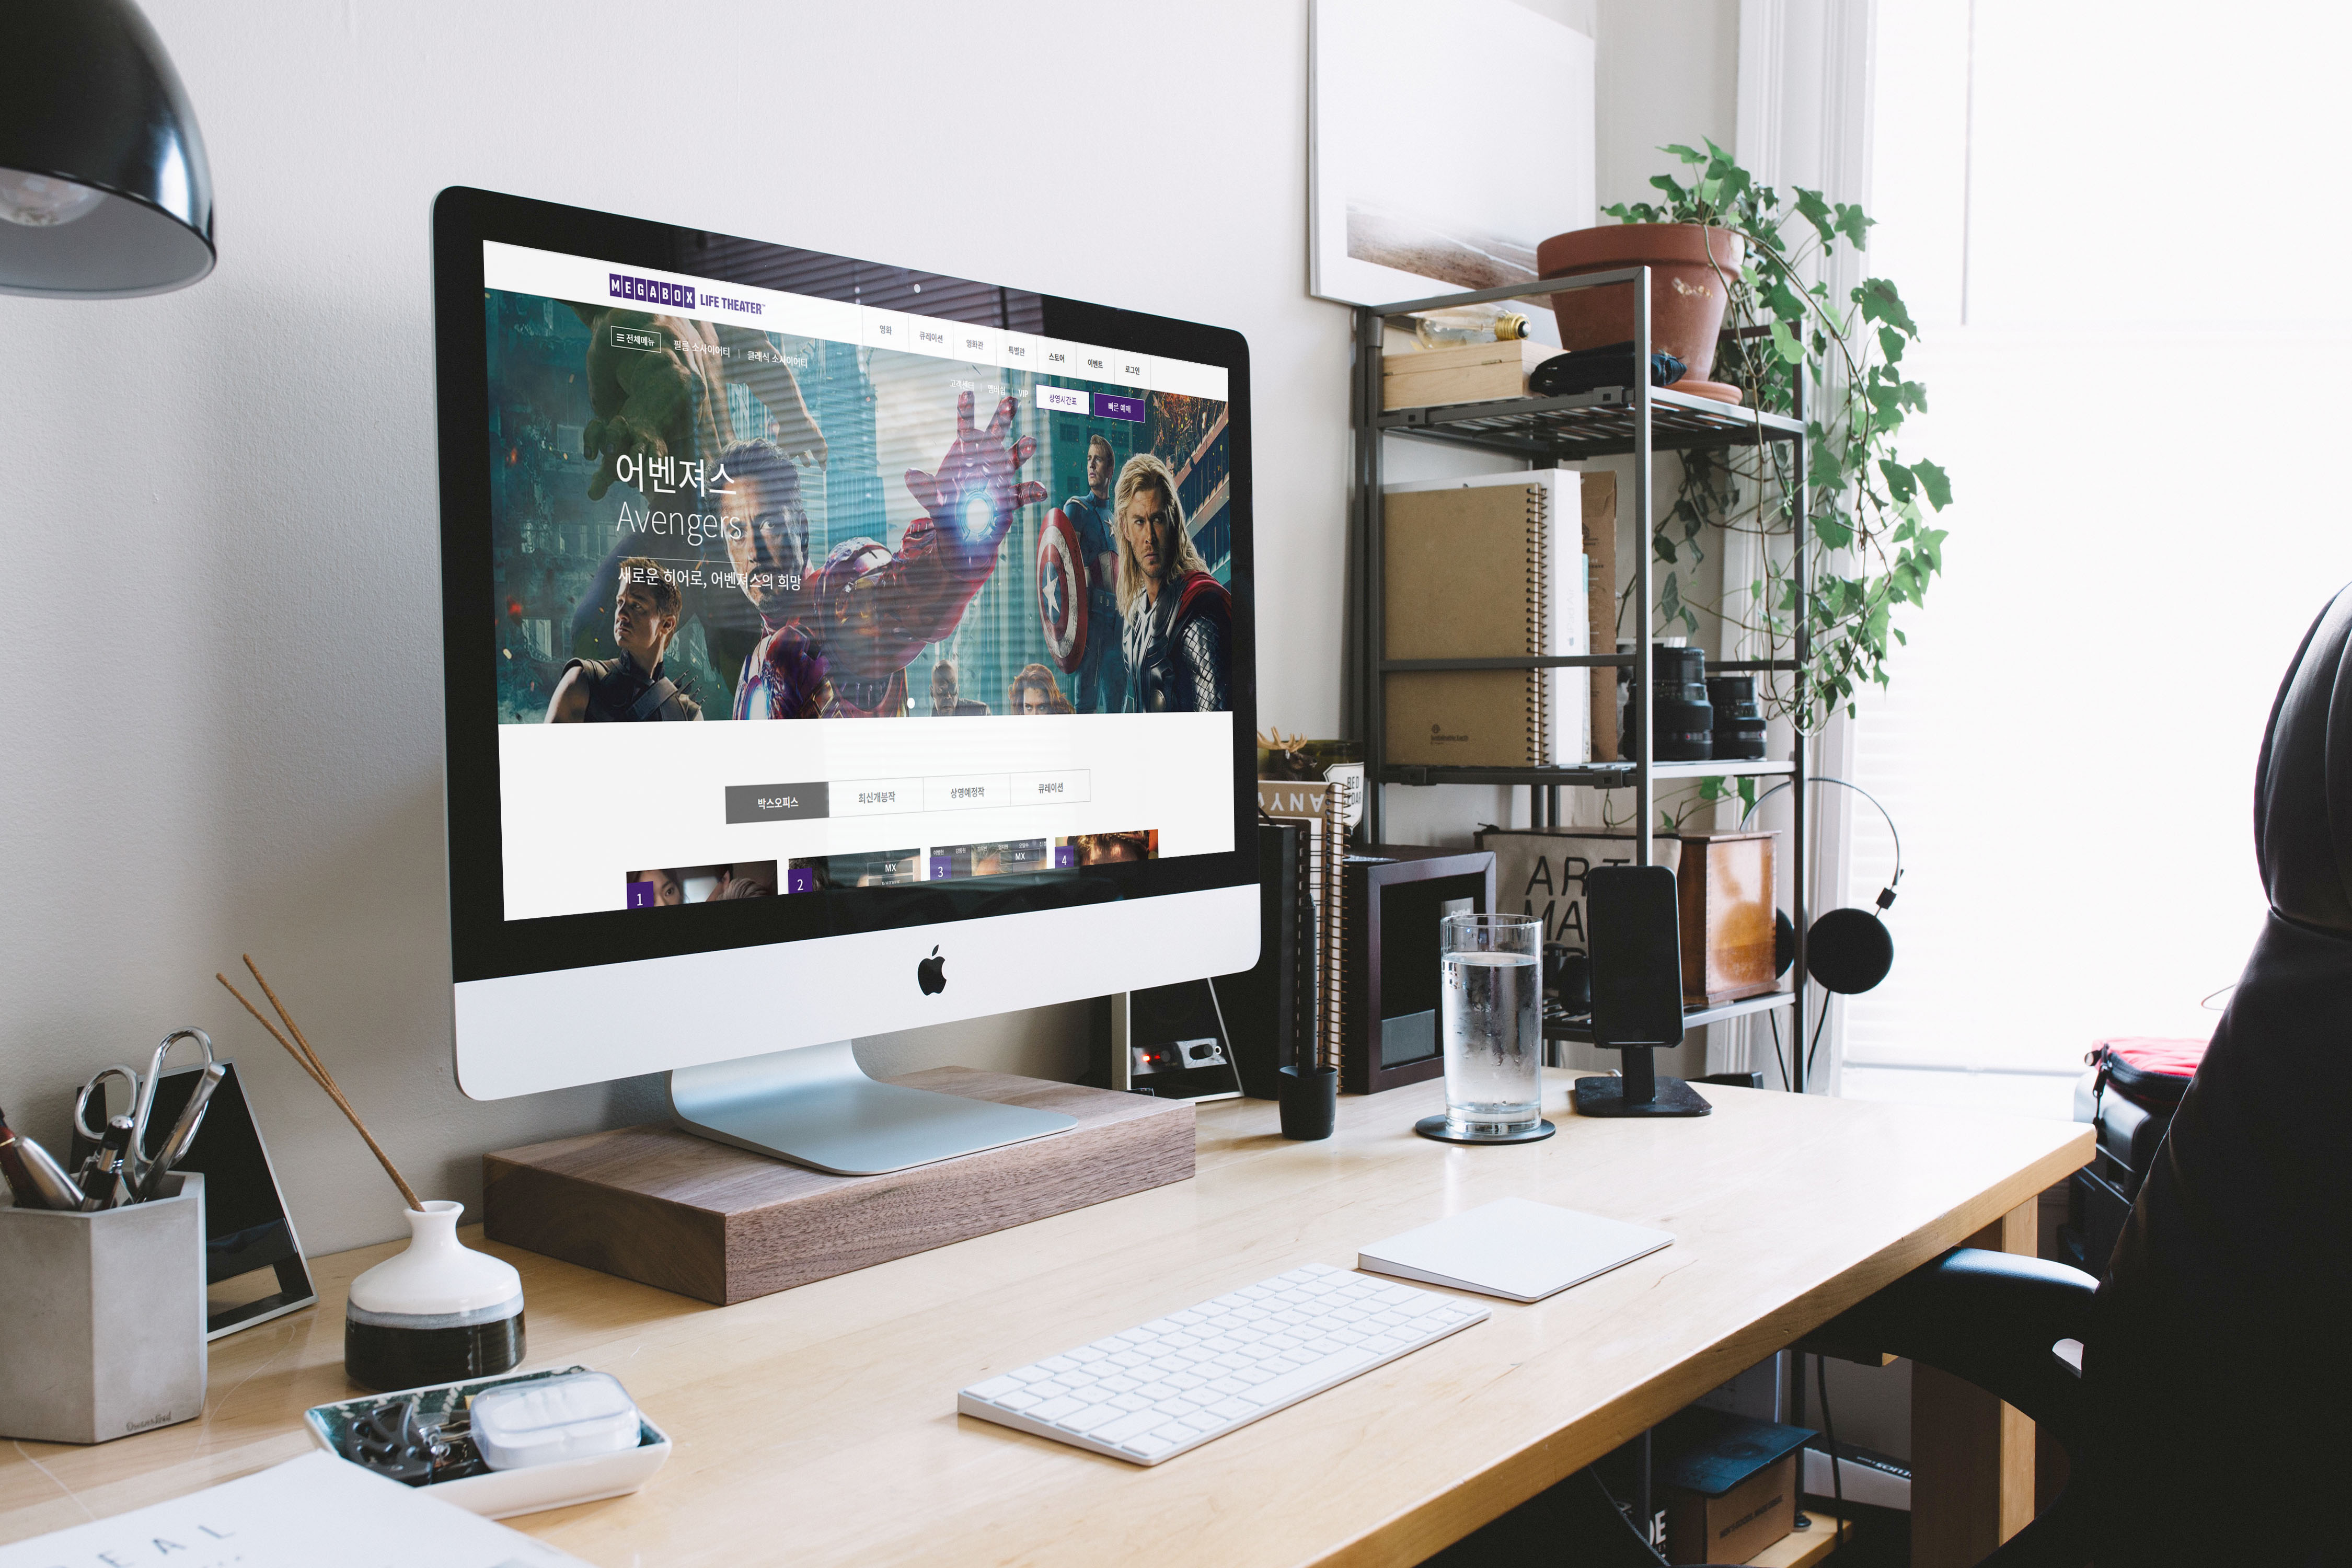 MEGABOX LIFE THEATER
영화
큐레이션
영화관
특별관
스토어
이벤트
로그인
전체메뉴
필름 소사이어티
클래식 소사이어티
고객센터
멤버십
VIP
상영시간표
빠른 예매
어벤져스
Avengers
새로운 히어로, 어벤져스의 희망
박스오피스
최신개봉작
상영예정작
큐레이션
1
2
MX
3
MX
4
ANY
ART
MA
EAL